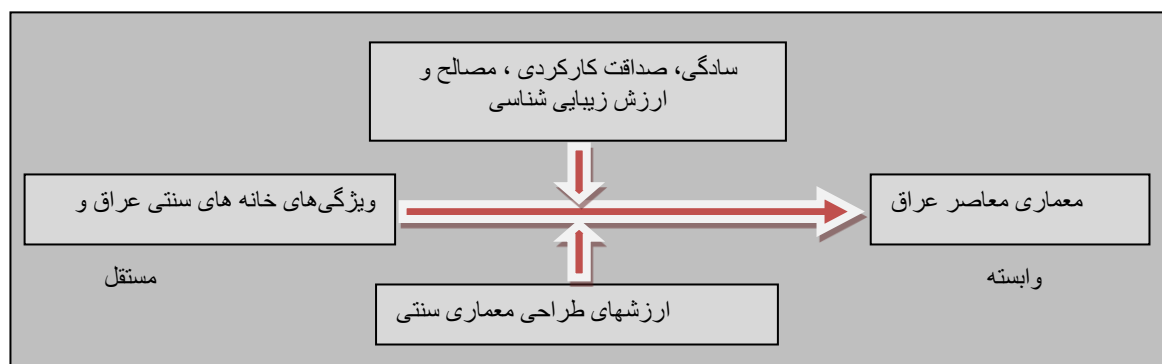 سادگی، صداقت کارکردی ، مصالح و
ارزش زیبایی شناسی
ویژگی‌های خانه های سنتی عراق و
معماری معاصر عراق
مستقل
وابسته
ارزشهای طراحی معماری سنتی